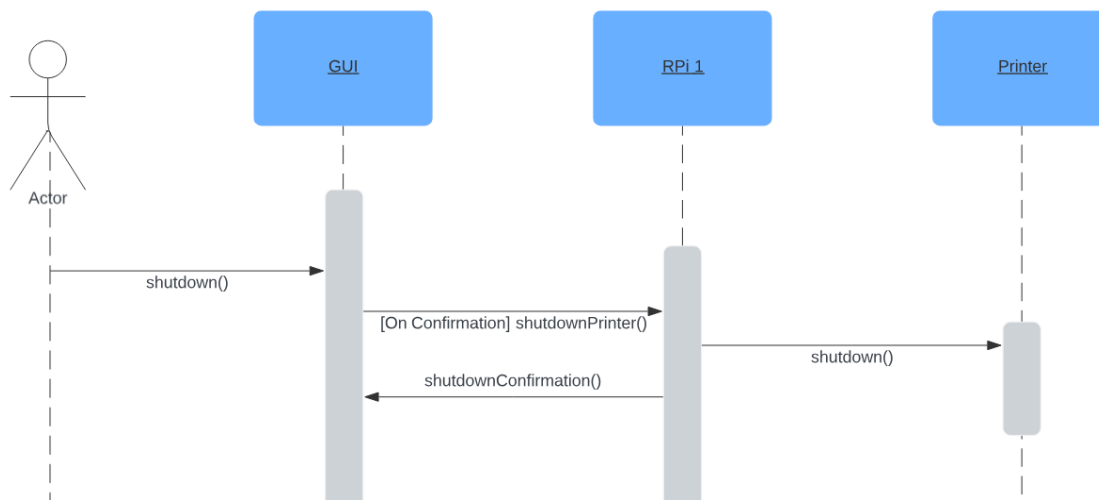 GUI
RPi 1
Printer
Actor
shutdown()
[On Confirmation] shutdownPrinter()
shutdown()
shutdownConfirmation()